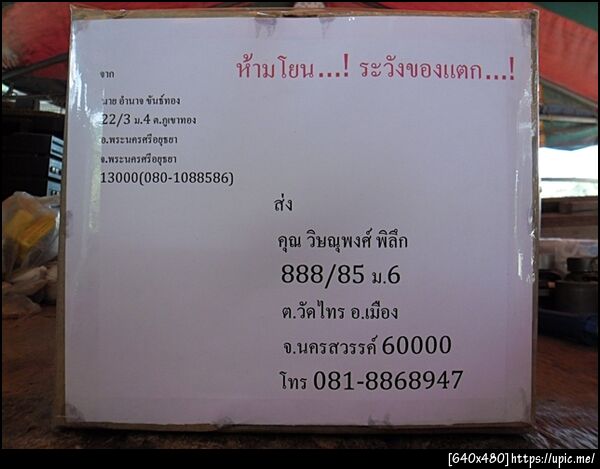 ห้ามโยน...! ระวังของแตก...!
จาก
นาย อำนาจ ขันธ์ทอง
22/3 ม.4 ต.ภูเขาทอง
อ.พระนครศรีอยุธยา
จ.พระนครศรีอยุธยา
13000(080-1088586)
ส่ง
คุณ วิษณุพงศ์ พิลึก
888/85 ม.6
ต.วัดไทร อ.เมือง
จ.นครสวรรค์ 60000
โทร 081-8868947
[640x480]https://upic.me/